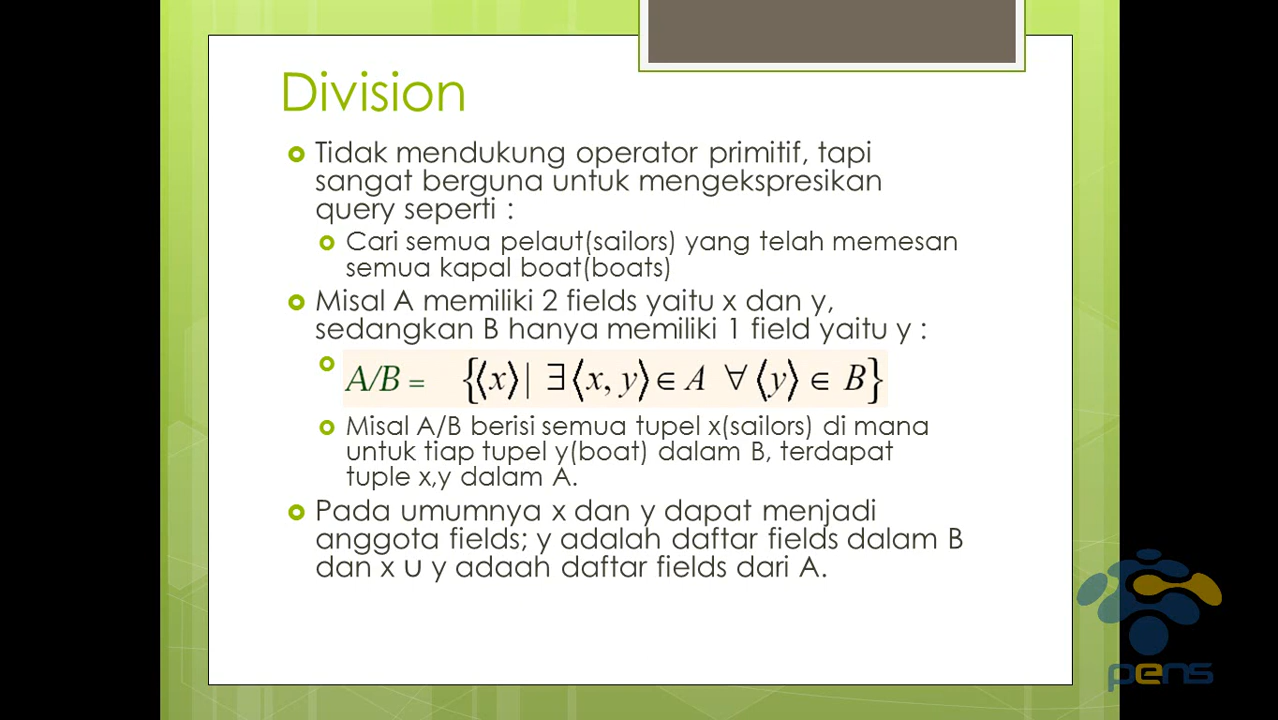 Division
Tidak mendukung operator primitif, tapi
sangat berguna untuk mengekspresikan
query seperti :
Cari semua pelaut(sailors) yang telah memesan
semua kapal boat(boats)
Misal A memiliki 2 fields yaitu x dan y,
sedangkan B hanya memiliki 1 field yaitu y :
A/B = {⟨x⟩| ∃⟨x, y⟩∈ A ∀⟨y⟩ ∈ B}
Misal A/B berisi semua tupel x(sailors) di mana
untuk tiap tupel y(boat) dalam B, terdapat
tuple x,y dalam A.
Pada umumnya x dan y dapat menjadi
anggota fields; y adalah daftar fields dalam B
dan x ∪ y adaah daftar fields dari A.
pens